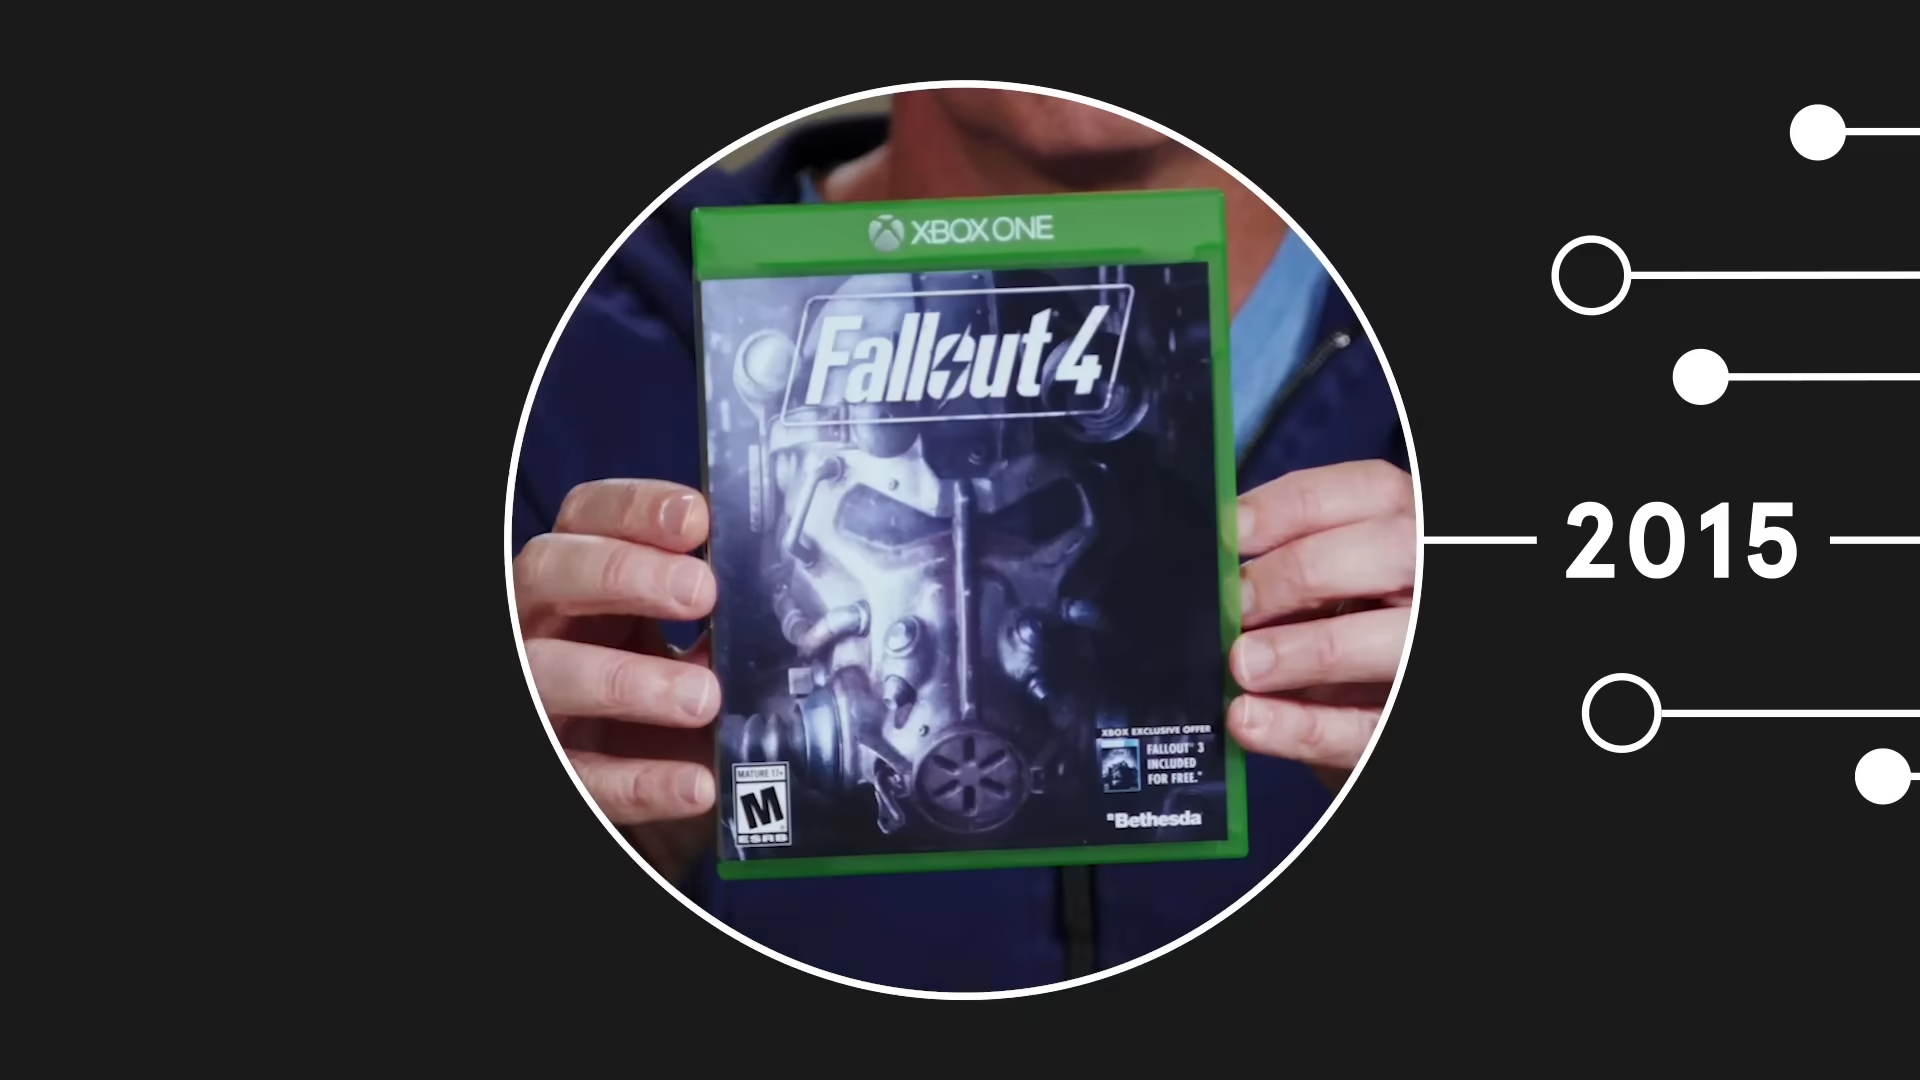 XBOX ONE
Fallout 4
2015
XBOX EXCLUSIVE OFFER
FALLOUT 3
INCLUDED
FOR FREE.*
MATURE 17+
M
ESRB
Bethesda